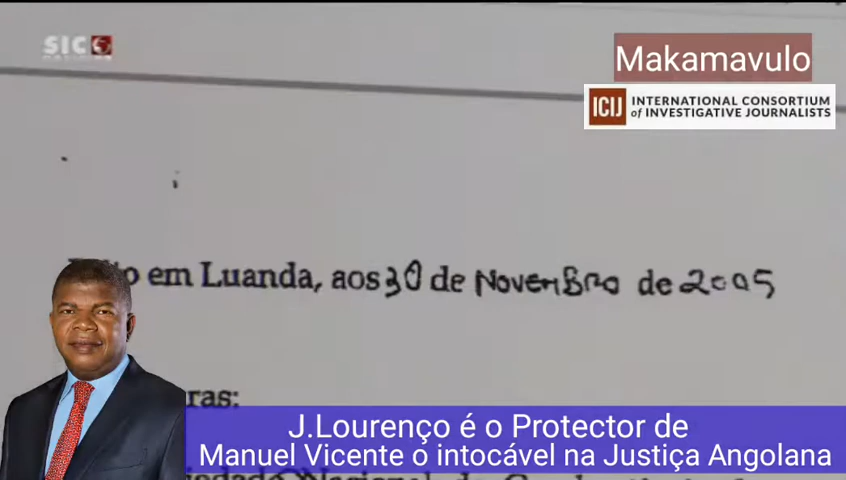 SIC
Makamavulo
ICIJ INTERNATIONAL CONSORTIUM
of INVESTIGATIVE JOURNALISTS
em Luanda, aos 30 de Novembro de 2005
ras:
J.Lourenço é o Protector de
Manuel Vicente o intocável na Justiça Angolana